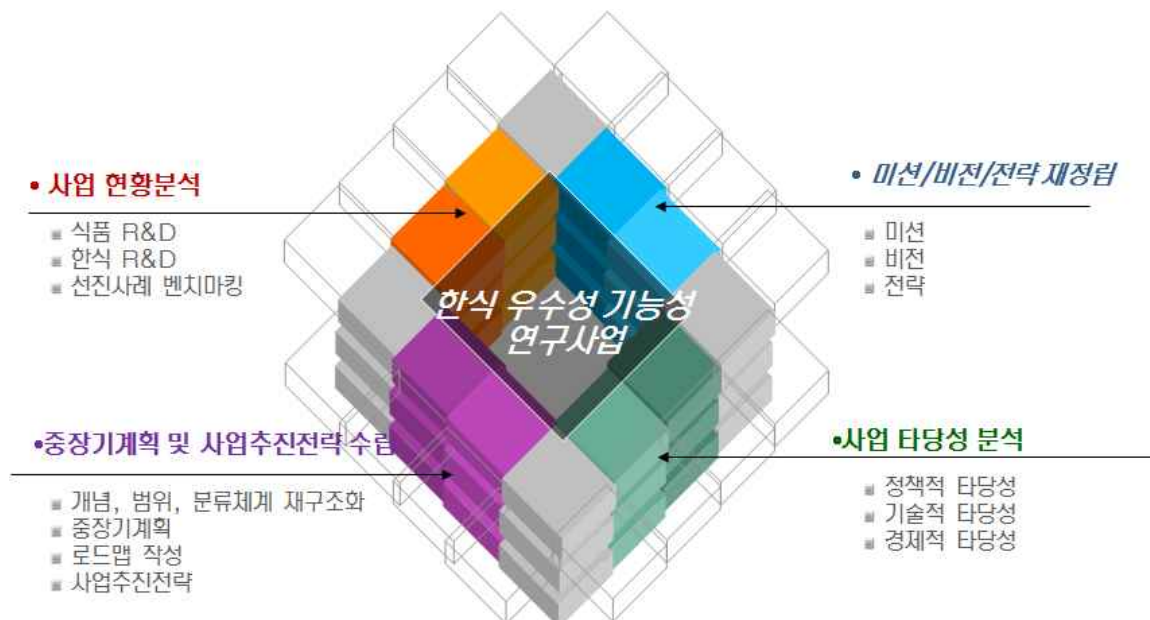 • 사업 현황분석
식품 R&D
한식 R&D
선진사례 벤치마킹
• 미션/비전/전략 재정립
미션
비전
전략
한식 우수성 기능성
연구사업
•중장기계획 및 사업추진전략 수립
개념, 범위, 분류체계 재구조화
중장기계획
로드맵 작성
사업추진전략
•사업 타당성 분석
정책적 타당성
기술적 타당성
경제적 타당성